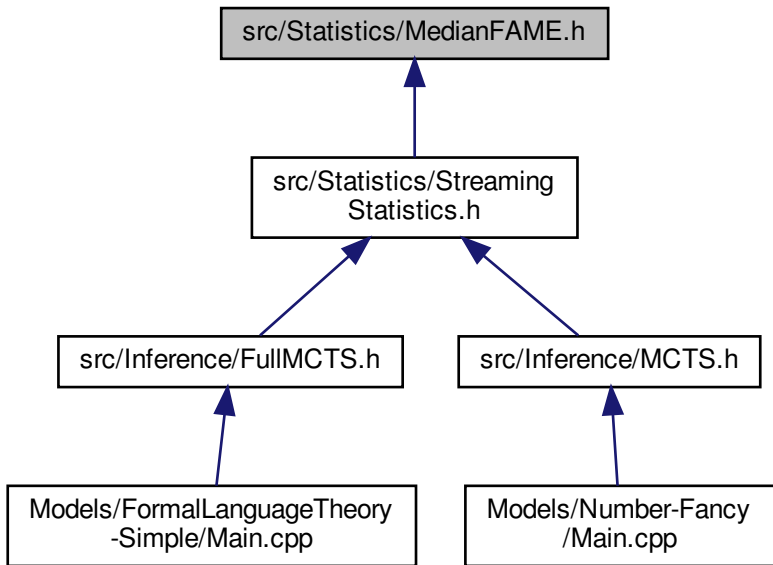 src/Statistics/MedianFAME.h
src/Statistics/Streaming
Statistics.h
src/Inference/FullMCTS.h
src/Inference/MCTS.h
Models/FormalLanguageTheory
-Simple/Main.cpp
Models/Number-Fancy
/Main.cpp